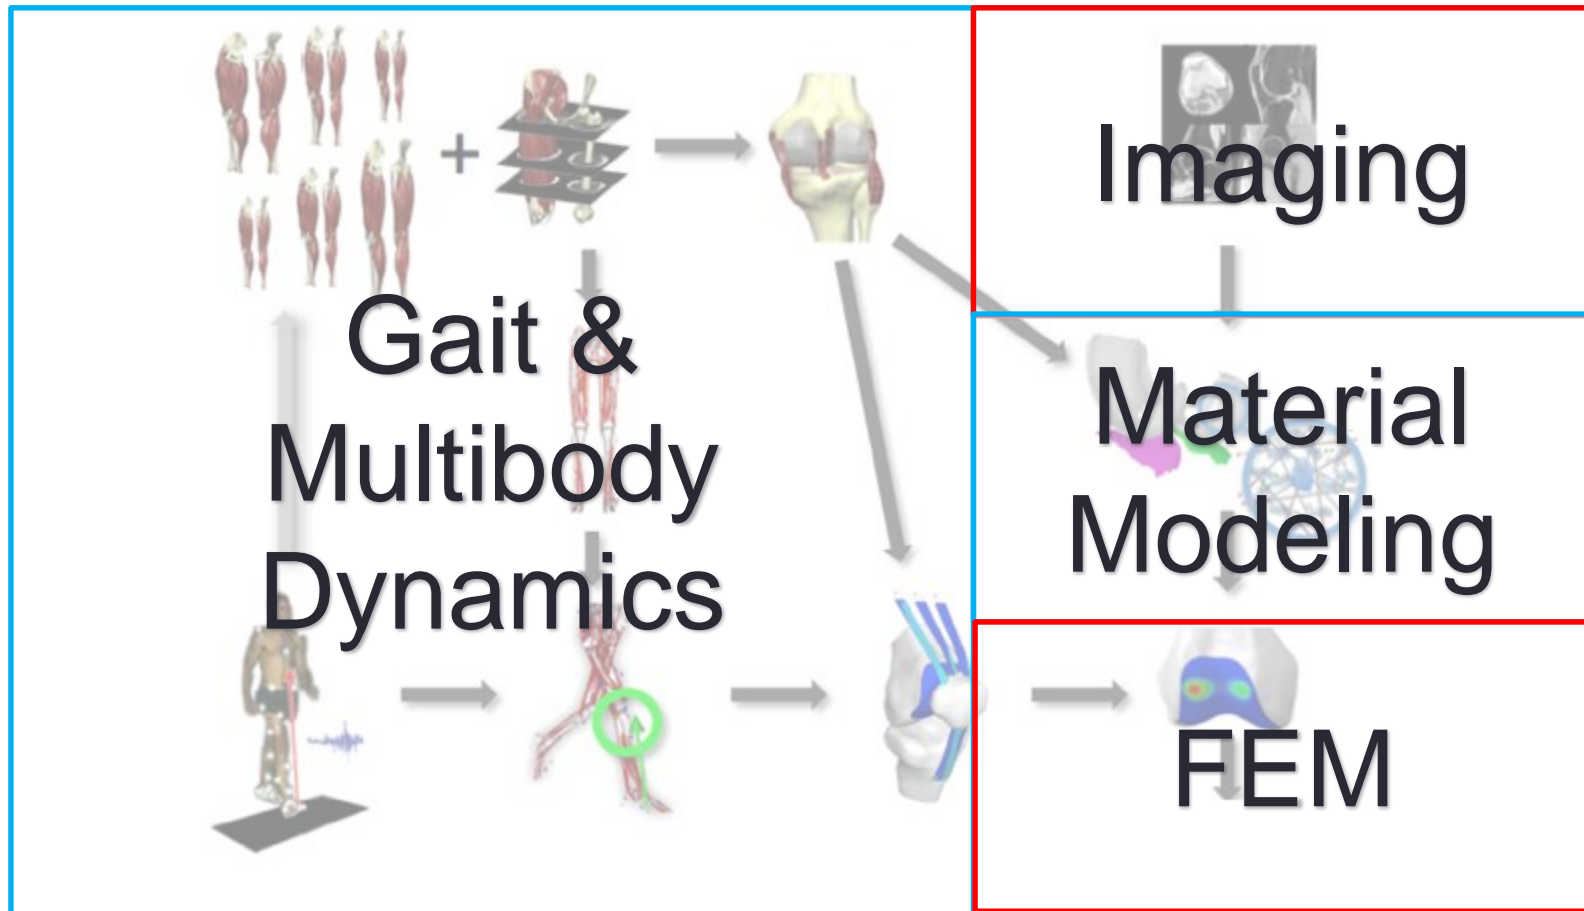 Gait &
Multibody
Dynamics
Imaging
Material
Modeling
FEM